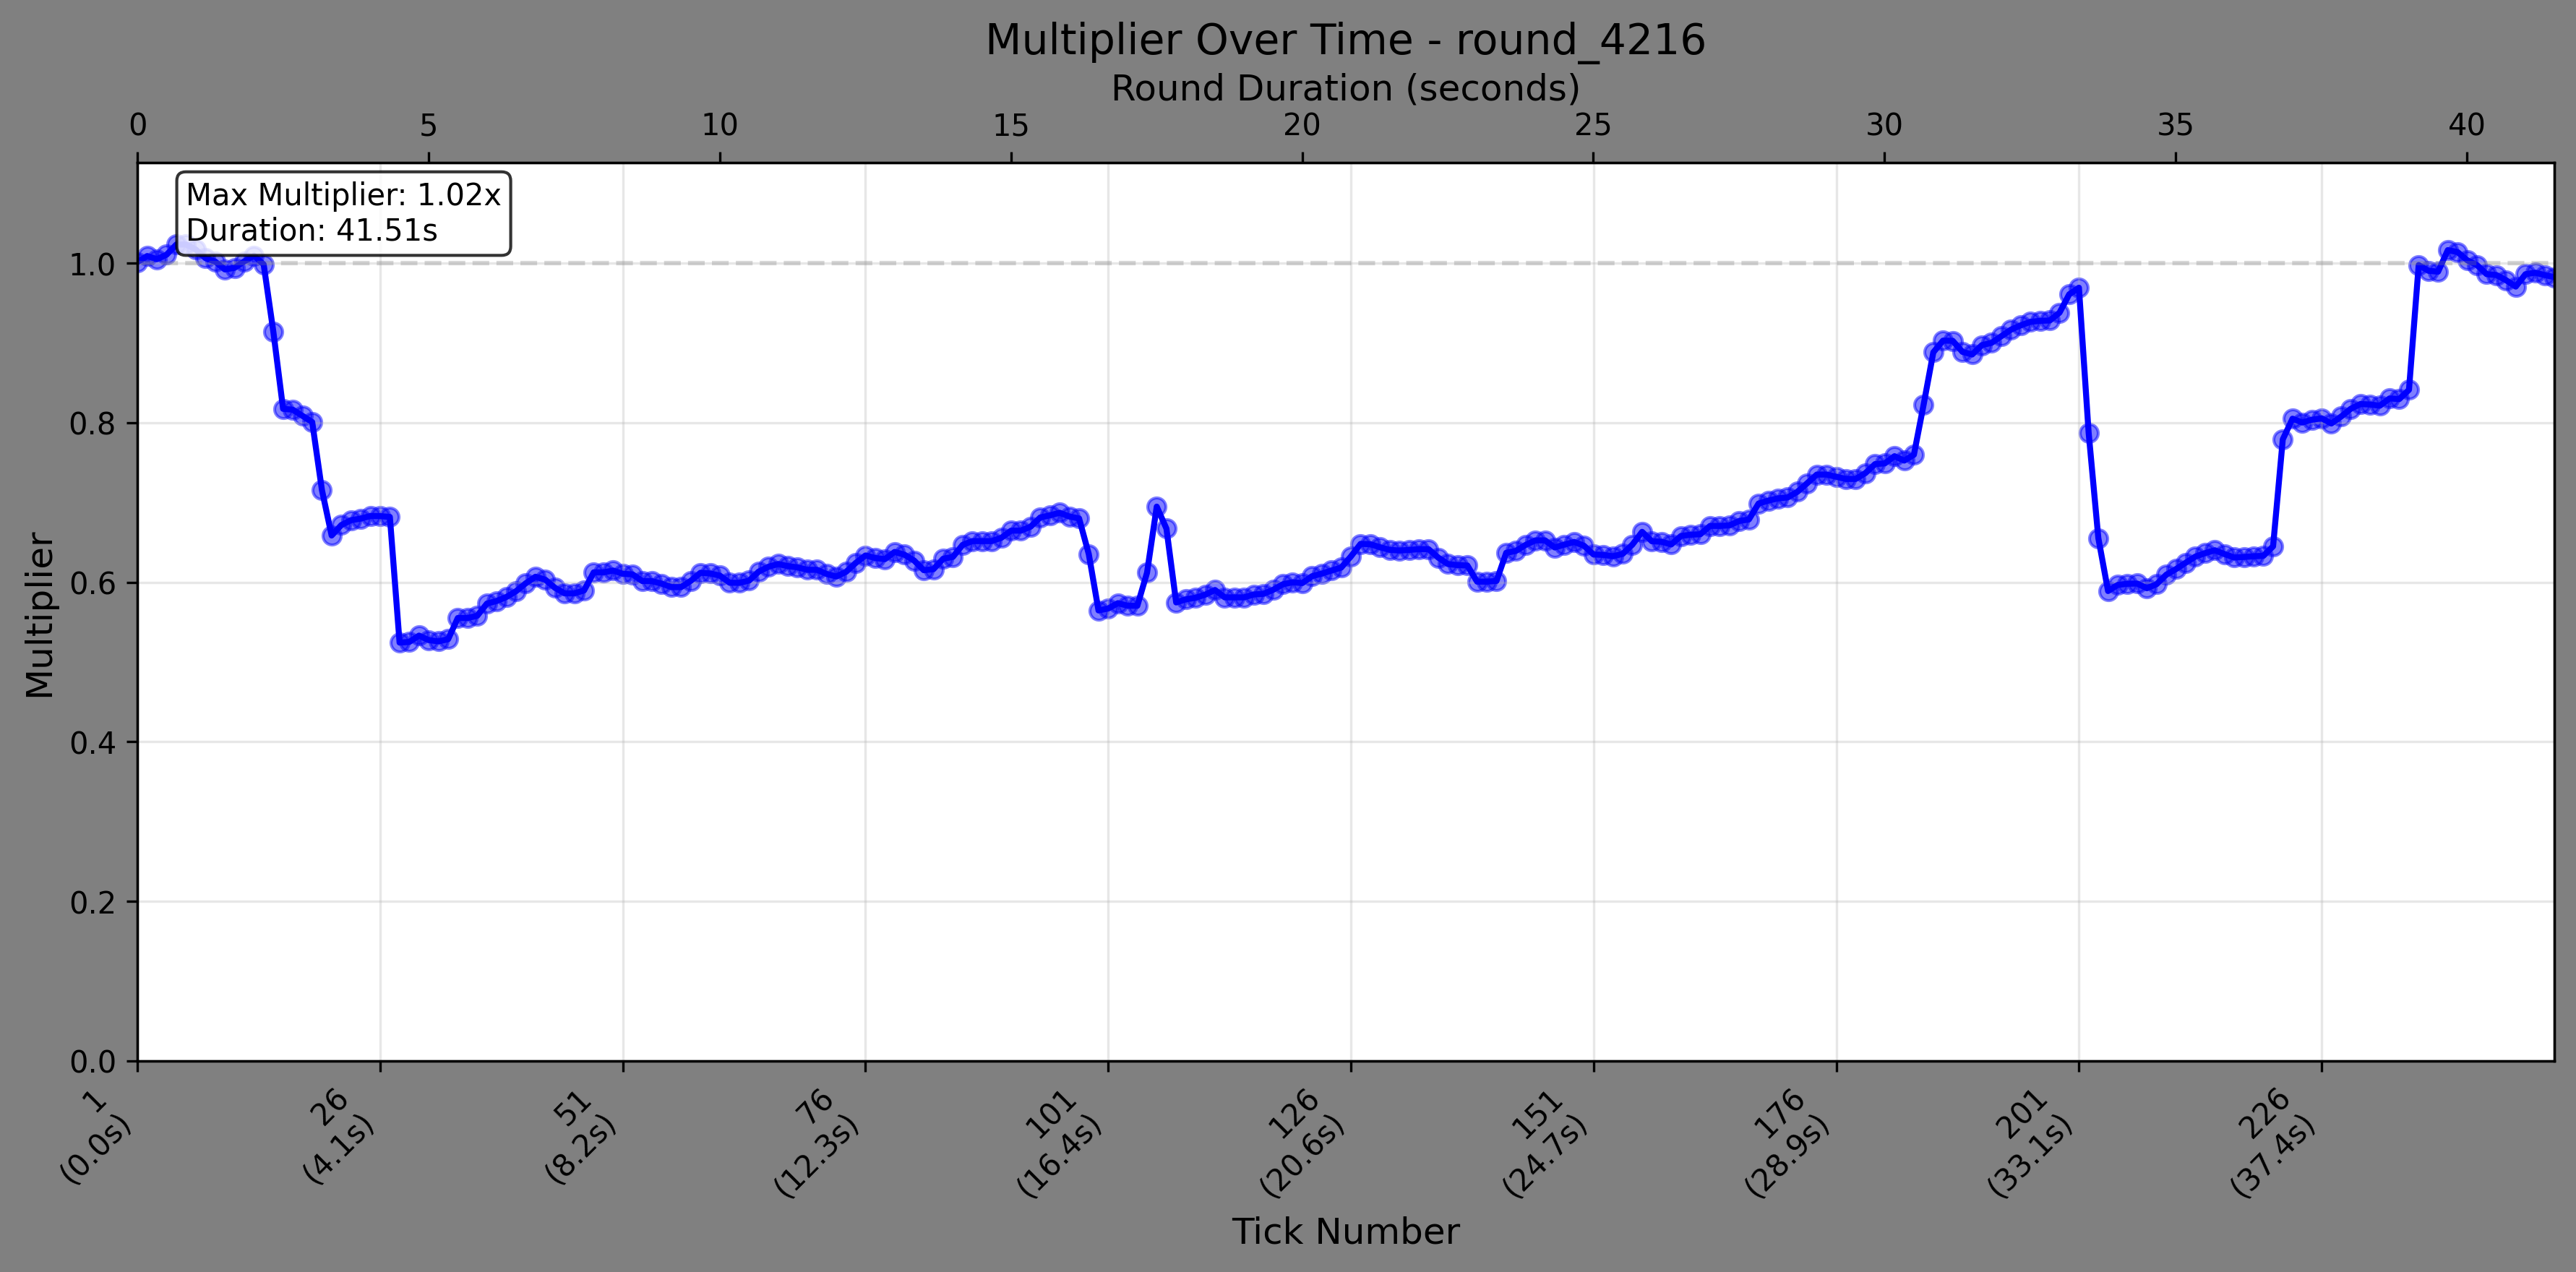 Multiplier Over Time - round_4216
Round Duration (seconds)
0 5 10 15 20 25 30 35 40
Max Multiplier: 1.02x
Duration: 41.51s
Multiplier
1.0
0.8
0.6
0.4
0.2
0.0
1
(0.0s)
26
(4.1s)
51
(8.2s)
76
(12.3s)
101
(16.4s)
126
(20.6s)
151
(24.7s)
176
(28.9s)
201
(33.1s)
226
(37.4s)
Tick Number